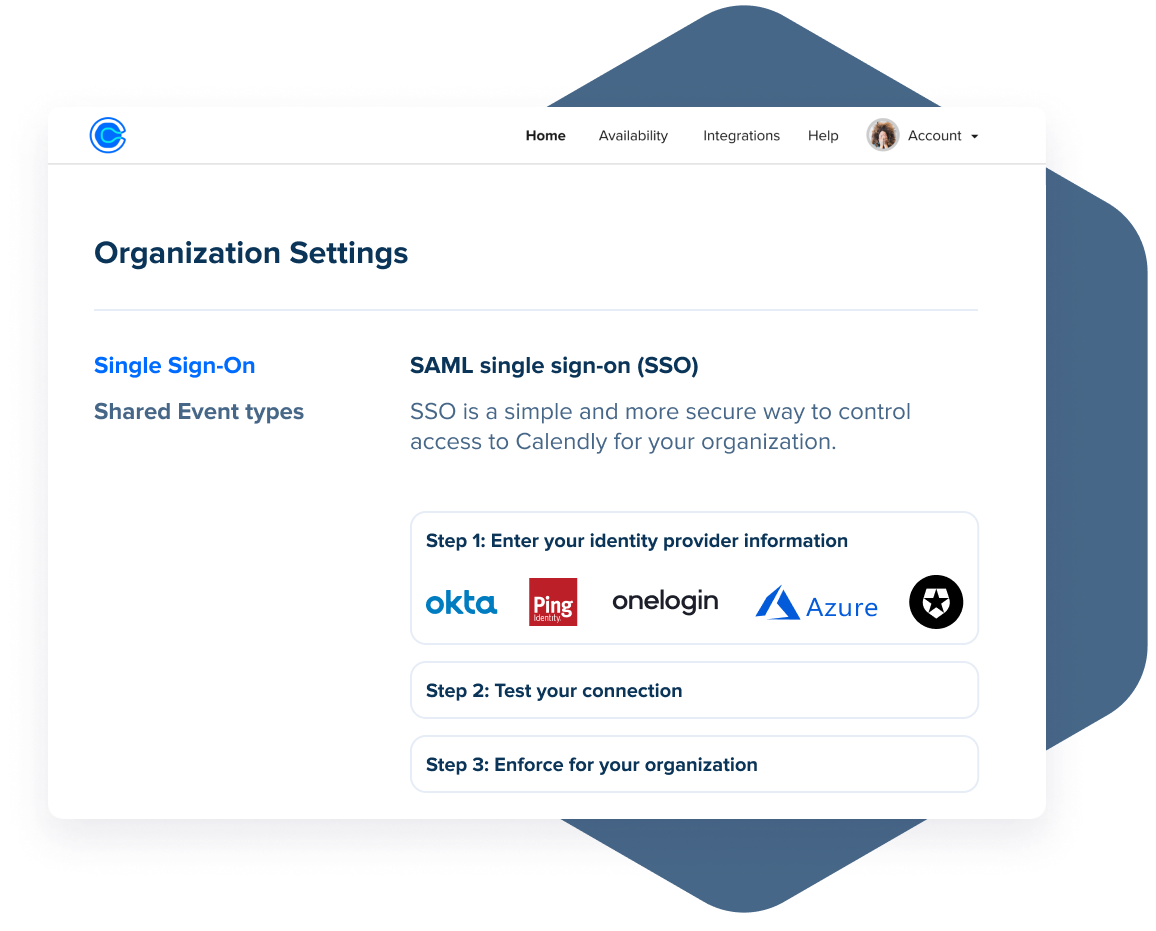 Home Availability Integrations Help Account
Organization Settings
Single Sign-On
Shared Event types
SAML single sign-on (SSO)
SSO is a simple and more secure way to control
access to Calendly for your organization.
Step 1: Enter your identity provider information
okta Ping Identity. onelogin Azure
Step 2: Test your connection
Step 3: Enforce for your organization